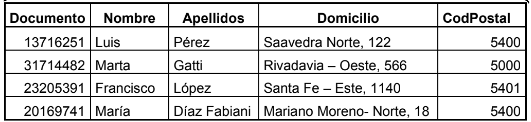 Documento Nombre Apellidos Domicilio CodPostal
13716251 Luis Pérez Saavedra Norte, 122 5400
31714482 Marta Gatti Rivadavia – Oeste, 566 5000
23205391 Francisco López Santa Fe – Este, 1140 5401
20169741 María Díaz Fabiani Mariano Moreno- Norte, 18 5400